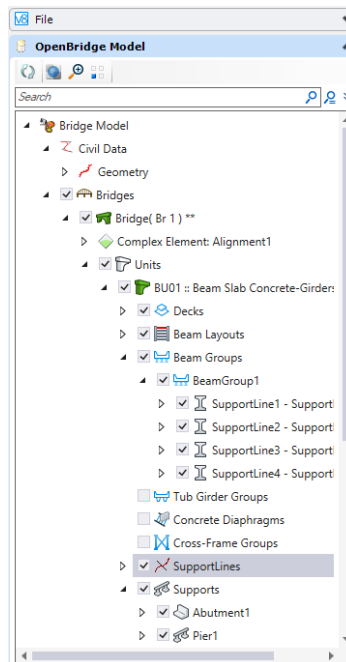 File
OpenBridge Model
Search
Bridge Model
Civil Data
Geometry
Bridges
Bridge( Br 1 ) **
Complex Element: Alignment1
Units
BU01 :: Beam Slab Concrete-Girders
Decks
Beam Layouts
Beam Groups
BeamGroup1
SupportLine1 - Support
SupportLine2 - Support
SupportLine3 - Support
SupportLine4 - Support
Tub Girder Groups
Concrete Diaphragms
Cross-Frame Groups
SupportLines
Supports
Abutment1
Pier1